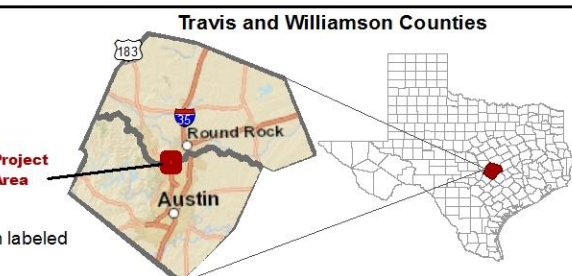 Travis and Williamson Counties
183
35
Round Rock
Project
Area
Austin
labeled